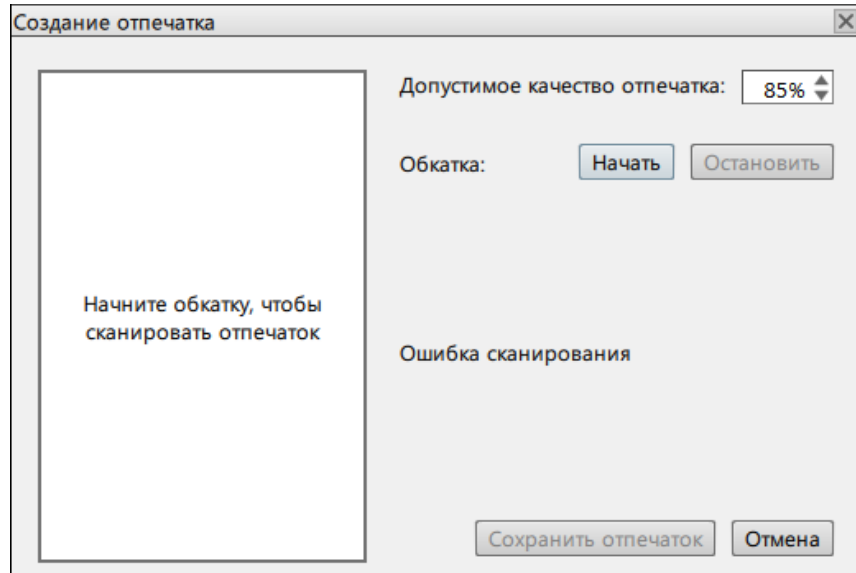 Создание отпечатка
Допустимое качество отпечатка: 85%
Обкатка: Начать Остановить
Начните обкатку, чтобы
сканировать отпечаток
Ошибка сканирования
Сохранить отпечаток Отмена